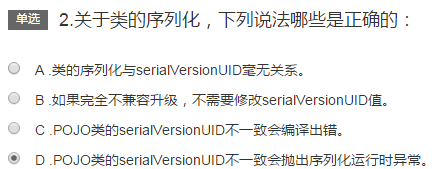 单选 2.关于类的序列化，下列说法哪些是正确的：
A .类的序列化与serialVersionUID毫无关系。
B .如果完全不兼容升级，不需要修改serialVersionUID值。
C .POJO类的serialVersionUID不一致会编译出错。
D .POJO类的serialVersionUID不一致会抛出序列化运行时异常。